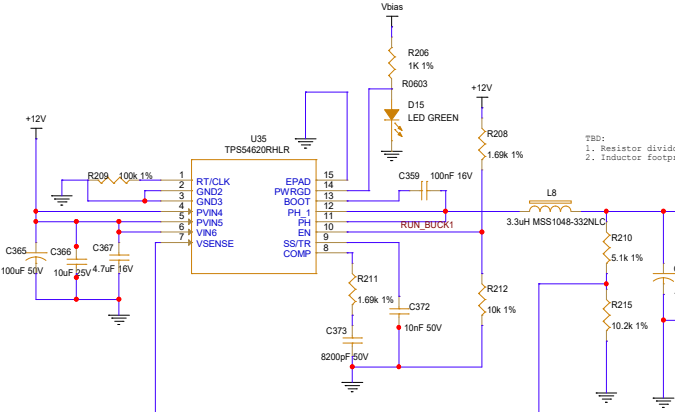 Vbias
R206
1K 1%
R0603
D15
LED GREEN
+12V
+12V
R208
1.69k 1%
TBD:
1. Resistor divid
2. Inductor footp
U35
TPS54620RHLR
R209 100k 1%
C359 100nF 16V
1 RT/CLK EPAD 15
2 GND2 PWRGD 14
3 GND3 BOOT 13
4 PVIN4 PH_1 12
5 PVIN5 PH 11
6 VIN6 EN 10
7 VSENSE SS/TR 9
COMP 8
RUN_BUCK1
L8
3.3uH MSS1048-332NLC
C365
100uF 50V
C366
10uF 25V
C367
4.7uF 16V
R210
5.1k 1%
R211
1.69k 1%
R212
10k 1%
C372
10nF 50V
R215
10.2k 1%
C373
8200pF 50V